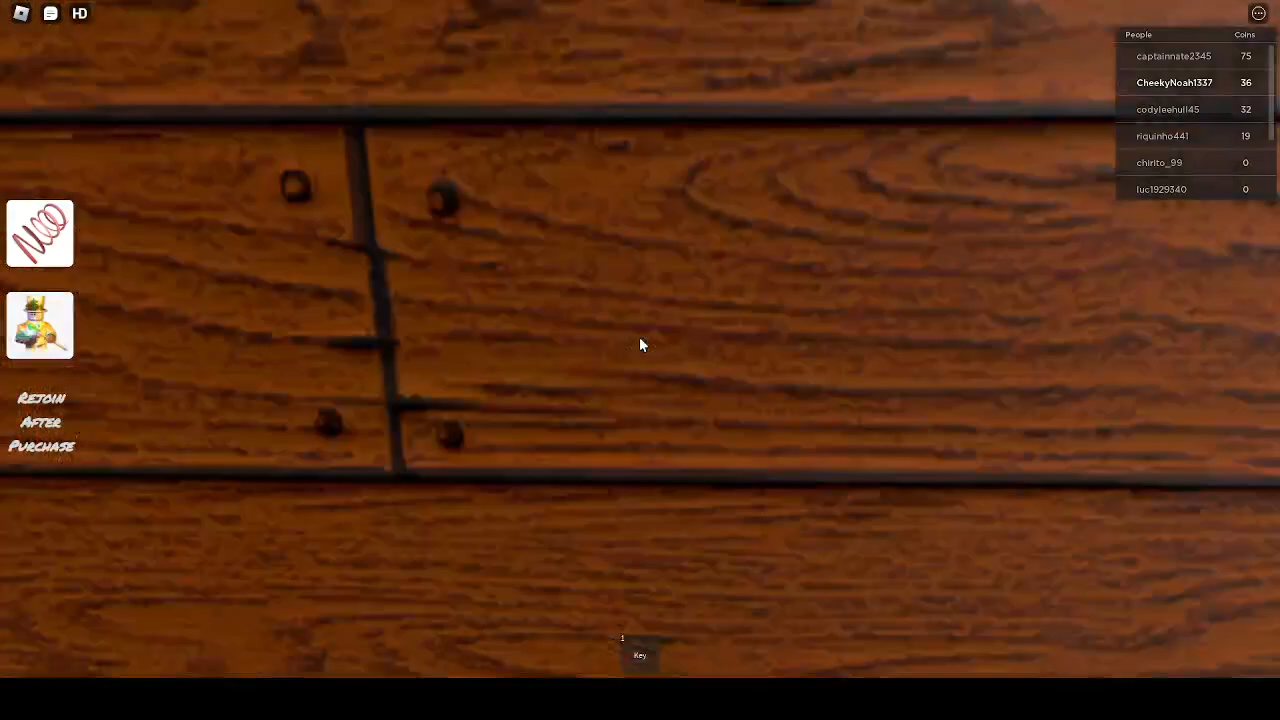 HD
People Coins
captainnate2345 75
CheekyNoah1337 36
codyleehull45 32
riquinho441 19
chirito_99 0
luc1929340 0
Rejoin
After
Purchase
1
Key